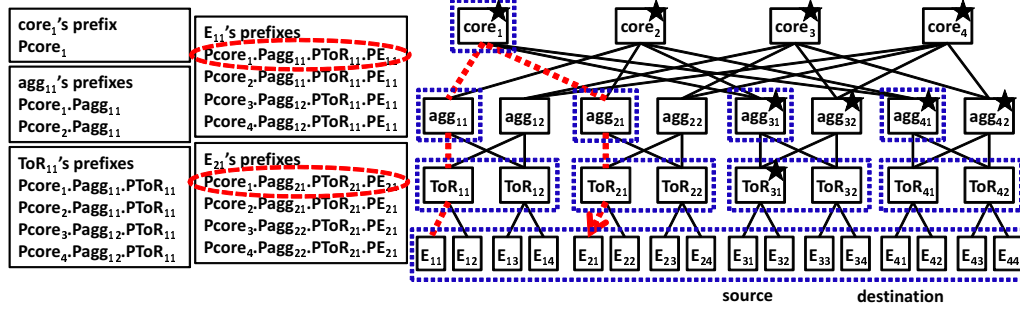 core₁'s prefix
Pcore₁
agg₁₁'s prefixes
Pcore₁.Pagg₁₁
Pcore₂.Pagg₁₁
ToR₁₁'s prefixes
Pcore₁.Pagg₁₁.PToR₁₁
Pcore₂.Pagg₁₁.PToR₁₁
Pcore₃.Pagg₁₂.PToR₁₁
Pcore₄.Pagg₁₂.PToR₁₁
E₁₁'s prefixes
Pcore₁.Pagg₁₁.PToR₁₁.PE₁₁
Pcore₂.Pagg₁₁.PToR₁₁.PE₁₁
Pcore₃.Pagg₁₂.PToR₁₁.PE₁₁
Pcore₄.Pagg₁₂.PToR₁₁.PE₁₁
E₂₁'s prefixes
Pcore₁.Pagg₂₁.PToR₂₁.PE₂₁
Pcore₂.Pagg₂₁.PToR₂₁.PE₂₁
Pcore₃.Pagg₂₂.PToR₂₁.PE₂₁
Pcore₄.Pagg₂₂.PToR₂₁.PE₂₁
core₁ core₂ core₃ core₄
agg₁₁ agg₁₂ agg₂₁ agg₂₂ agg₃₁ agg₃₂ agg₄₁ agg₄₂
ToR₁₁ ToR₁₂ ToR₂₁ ToR₂₂ ToR₃₁ ToR₃₂ ToR₄₁ ToR₄₂
E₁₁ E₁₂ E₁₃ E₁₄ E₂₁ E₂₂ E₂₃ E₂₄ E₃₁ E₃₂ E₃₃ E₃₄ E₄₁ E₄₂ E₄₃ E₄₄
source destination